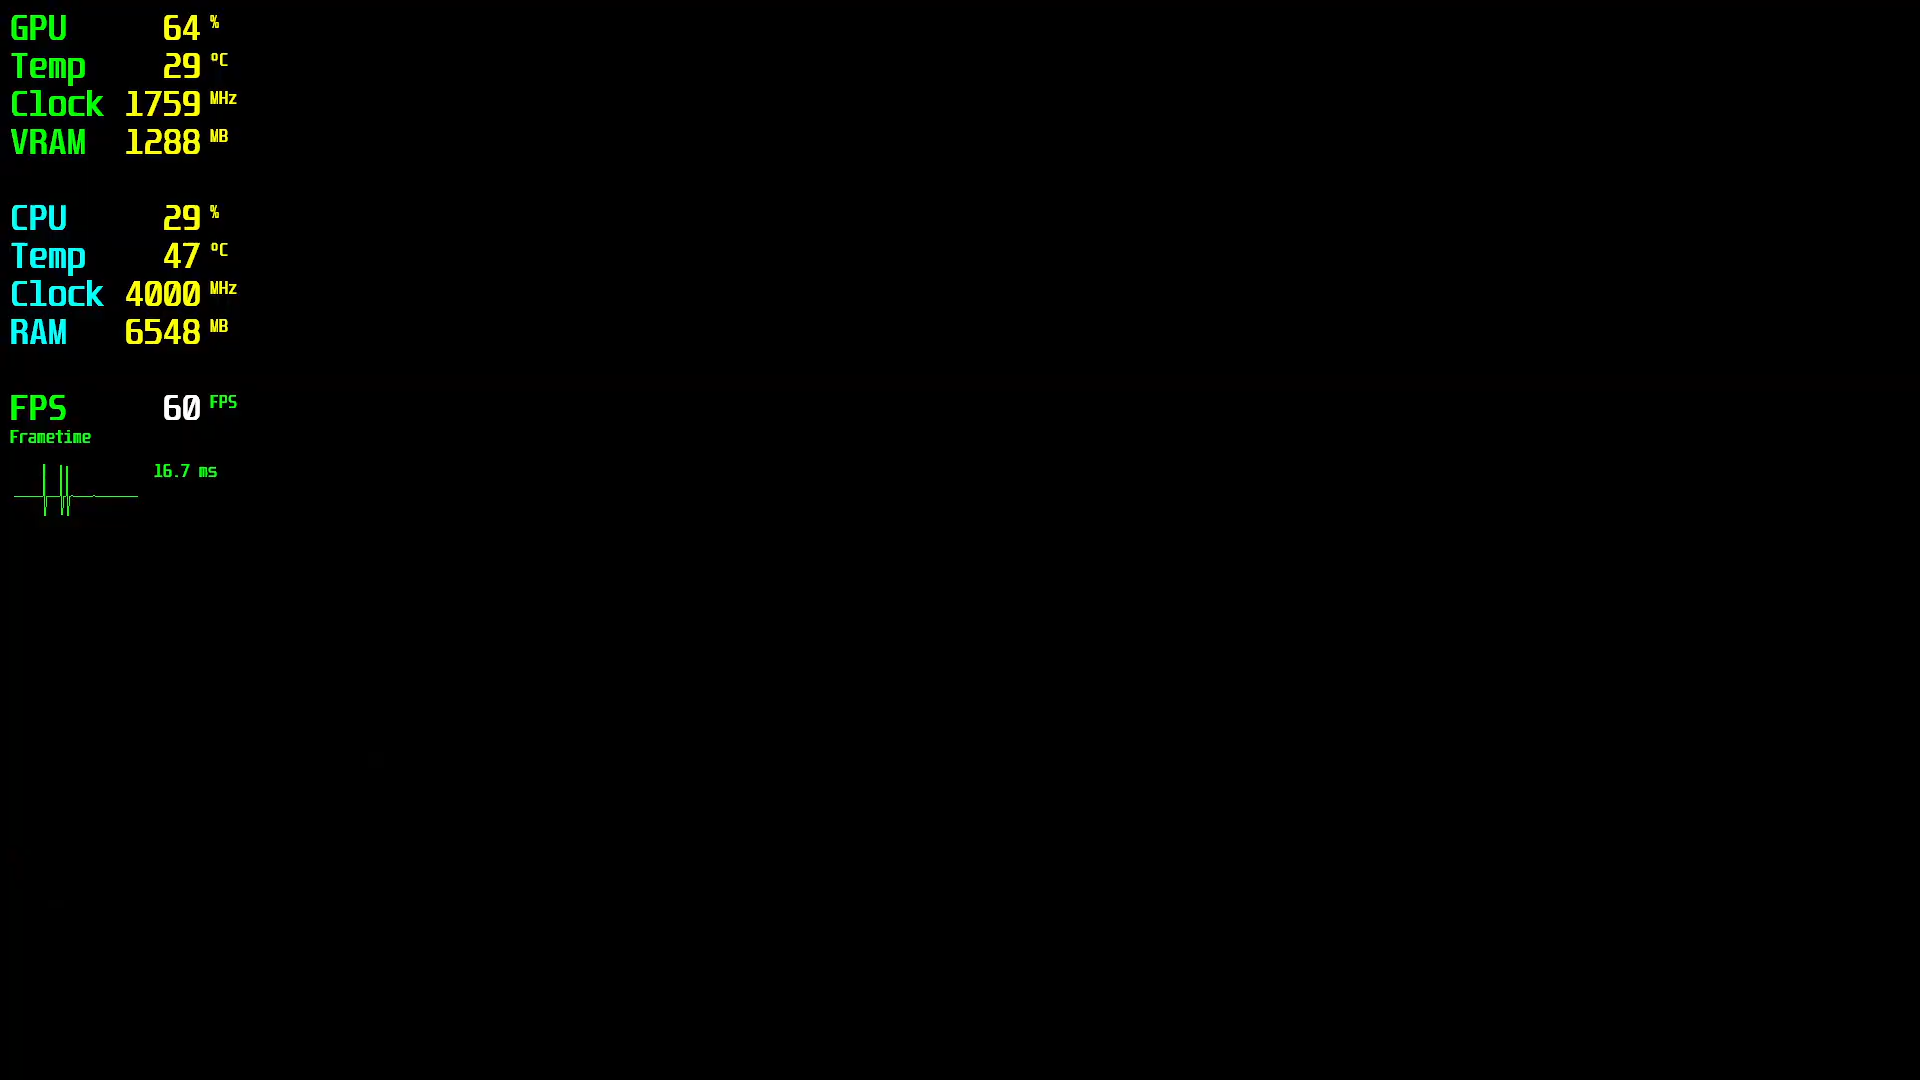 GPU 64 %
Temp 29 °C
Clock 1759 MHz
VRAM 1288 MB
CPU 29 %
Temp 47 °C
Clock 4000 MHz
RAM 6548 MB
FPS 60 FPS
Frametime
16.7 ms